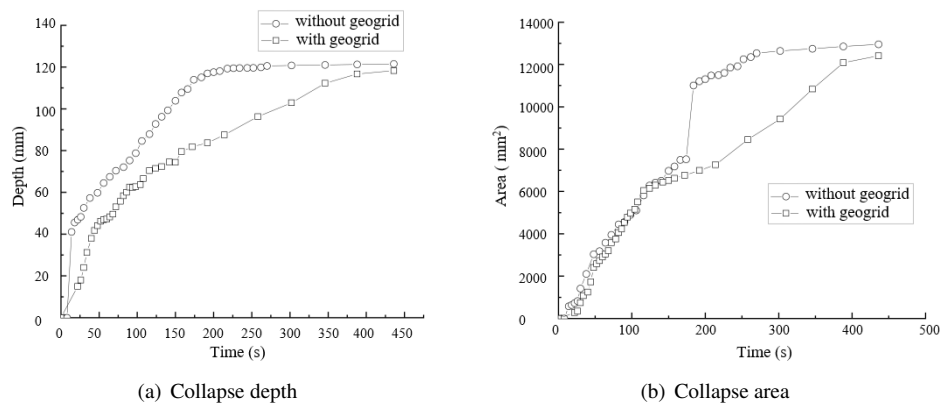 without geogrid
with geogrid
140
120
100
80
60
40
20
0
Depth (mm)
0 50 100 150 200 250 300 350 400 450
Time (s)
(a) Collapse depth
14000
12000
10000
8000
6000
4000
2000
0
Area ( mm²)
without geogrid
with geogrid
0 100 200 300 400 500
Time (s)
(b) Collapse area